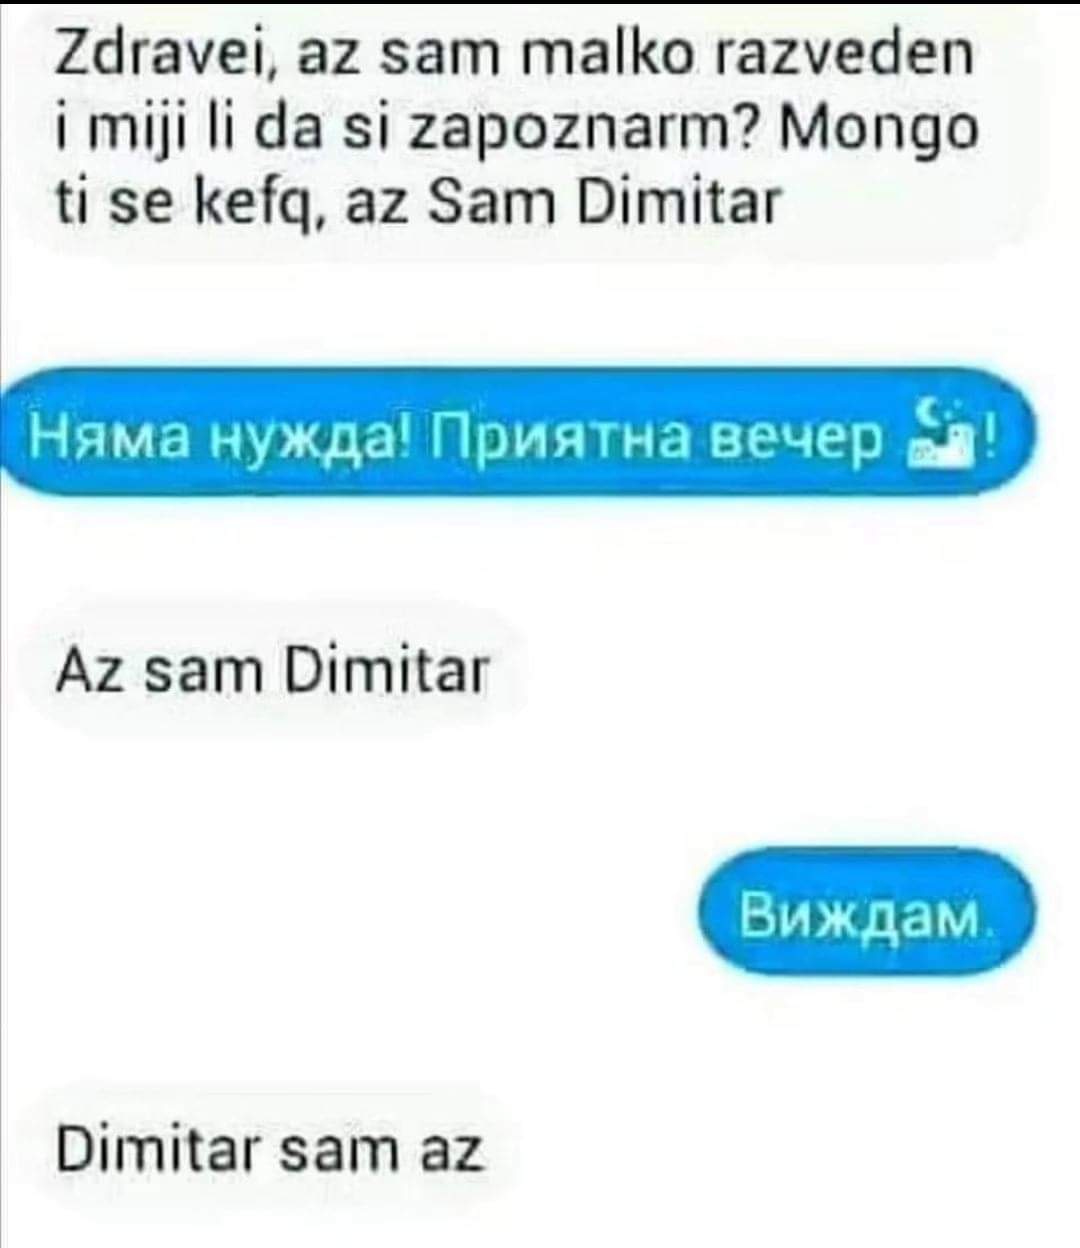 Zdravei, az sam malko razveden
i miji li da si zapoznarm? Mongo
ti se kefq, az Sam Dimitar
Няма нужда! Приятна вечер !
Az sam Dimitar
Виждам.
Dimitar sam az